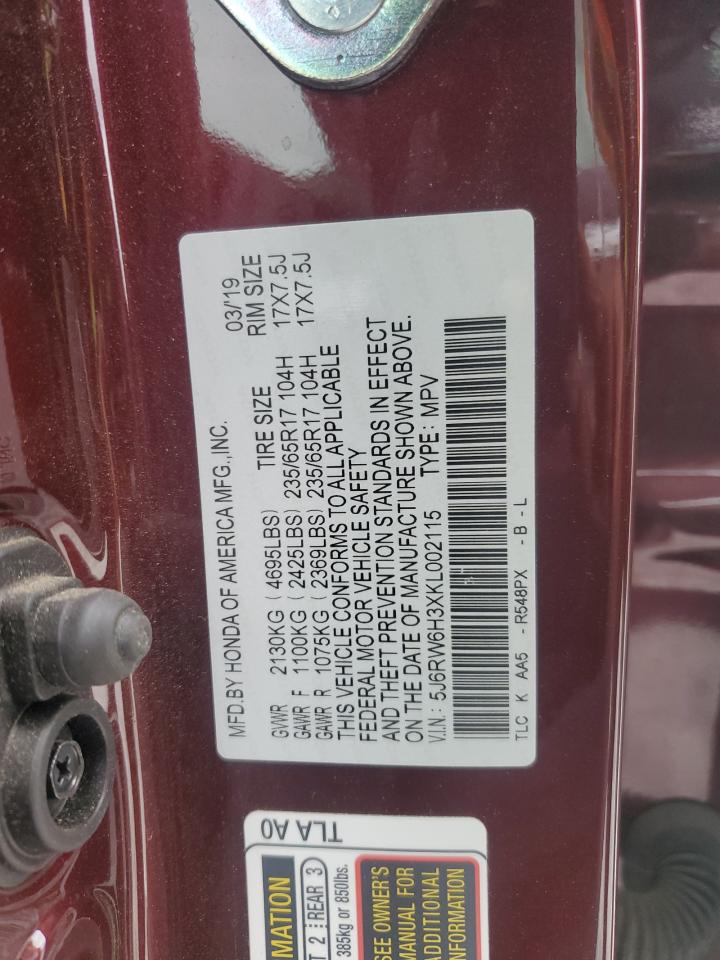 MFD. BY HONDA OF AMERICA MFG., INC. 03/'19
TIRE SIZE RIM SIZE
GVWR 2130KG ( 4695LBS)
GAWR F 1100KG ( 2425LBS) 235/65R17 104H 17X7.5J
GAWR R 1075KG ( 2369LBS) 235/65R17 104H 17X7.5J
THIS VEHICLE CONFORMS TO ALL APPLICABLE
FEDERAL MOTOR VEHICLE SAFETY
AND THEFT PREVENTION STANDARDS IN EFFECT
ON THE DATE OF MANUFACTURE SHOWN ABOVE.
V.I.N.: 5J6RW6H3XKL002115 TYPE: MPV
TLC K AA5 - R548PX - B - L
TLA A0
MATION
T 2 REAR 3
385kg or 850lbs.
SEE OWNER'S
MANUAL FOR
ADDITIONAL
INFORMATION